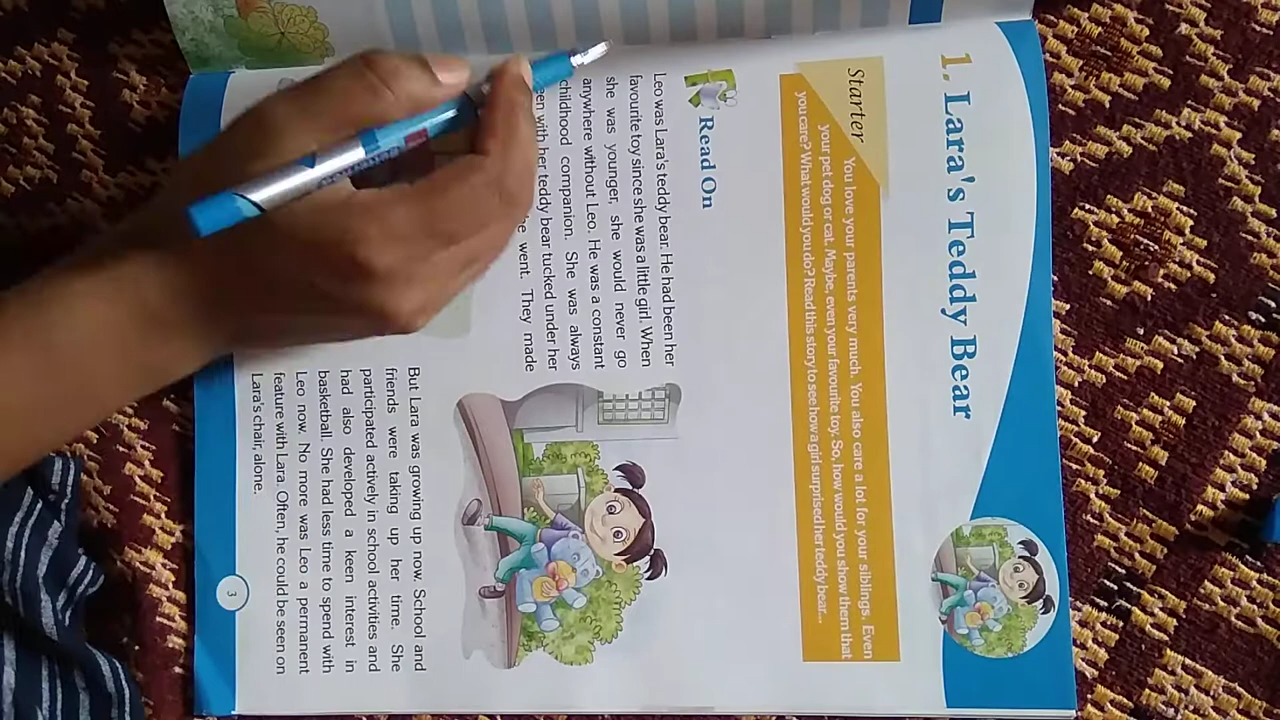 1. Lara's Teddy Bear
Starter
You love your parents very much. You also care a lot for your siblings. Even
your pet dog or cat. Maybe, even your favourite toy. So, how would you show them that
you care? What would you do? Read this story to see how a girl surprised her teddy bear...
Read On
Leo was Lara's teddy bear. He had been her
favourite toy since she was a little girl. When
she was younger, she would never go
anywhere without Leo. He was a constant
childhood companion. She was always
with her teddy bear tucked under her
went. They made
But Lara was growing up now. School and
friends were taking up her time. She
participated actively in school activities and
had also developed a keen interest in
basketball. She had less time to spend with
Leo now. No more was Leo a permanent
feature with Lara. Often, he could be seen on
Lara's chair, alone.
3